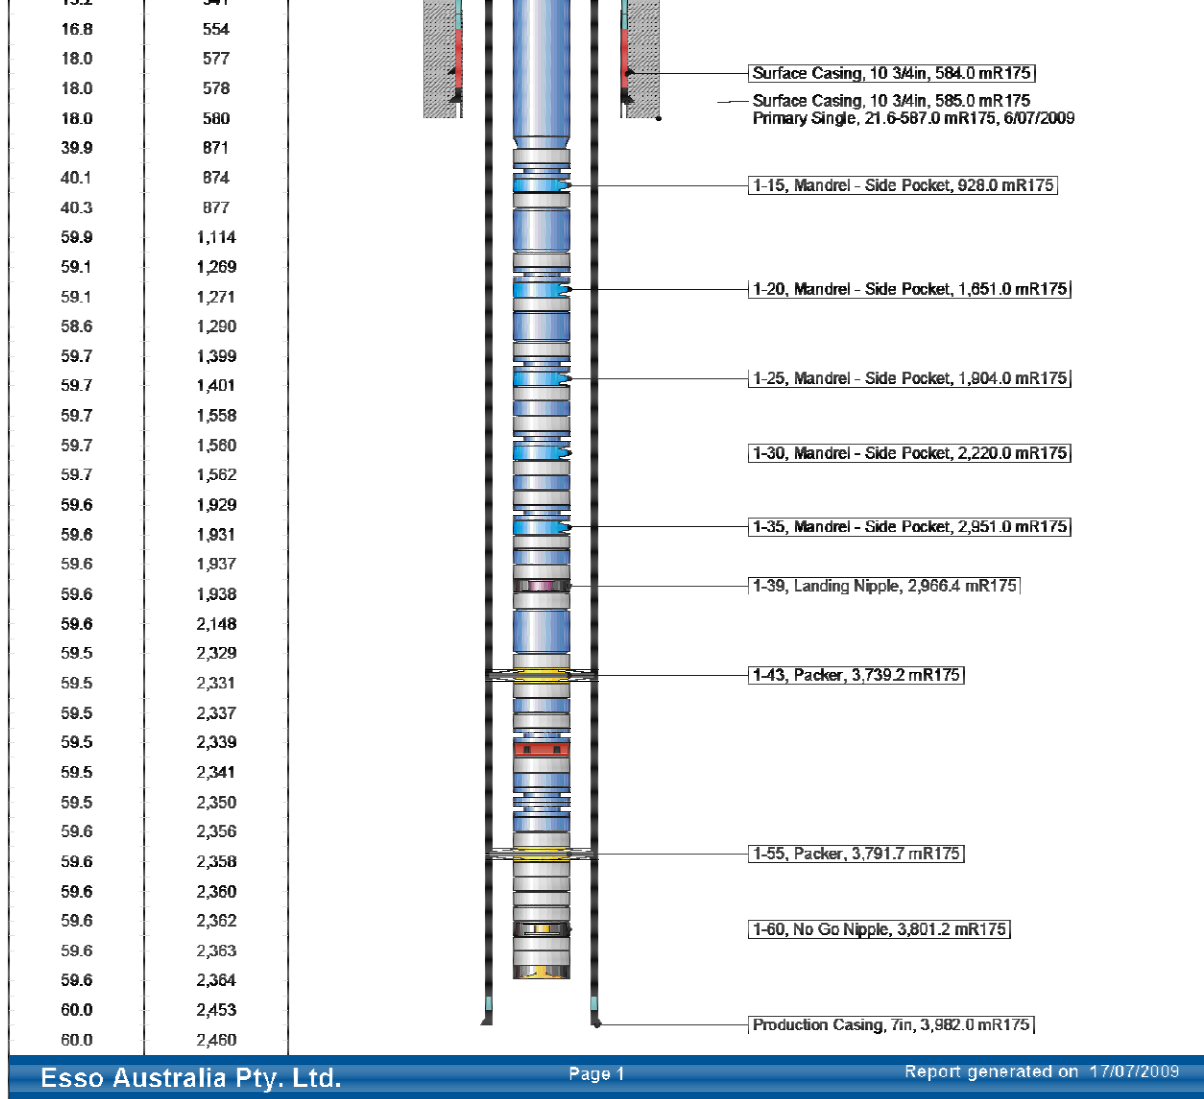 16.8 554
18.0 577
Surface Casing, 10 3/4in, 584.0 mR175
18.0 578
Surface Casing, 10 3/4in, 585.0 mR175
18.0 580
Primary Single, 21.6-587.0 mR175, 6/07/2009
39.9 871
40.1 874
1-15, Mandrel - Side Pocket, 928.0 mR175
40.3 877
59.9 1,114
59.1 1,269
59.1 1,271
1-20, Mandrel - Side Pocket, 1,651.0 mR175
58.6 1,290
59.7 1,399
59.7 1,401
1-25, Mandrel - Side Pocket, 1,904.0 mR175
59.7 1,558
59.7 1,560
1-30, Mandrel - Side Pocket, 2,220.0 mR175
59.7 1,562
59.6 1,929
59.6 1,931
1-35, Mandrel - Side Pocket, 2,951.0 mR175
59.6 1,937
59.6 1,938
1-39, Landing Nipple, 2,966.4 mR175
59.6 2,148
59.5 2,329
59.5 2,331
1-43, Packer, 3,739.2 mR175
59.5 2,337
59.5 2,339
59.5 2,341
59.5 2,350
59.6 2,356
59.6 2,358
1-55, Packer, 3,791.7 mR175
59.6 2,360
59.6 2,362
1-60, No Go Nipple, 3,801.2 mR175
59.6 2,363
59.6 2,364
60.0 2,453
Production Casing, 7in, 3,982.0 mR175
60.0 2,460
Esso Australia Pty. Ltd. Page 1 Report generated on 17/07/2009